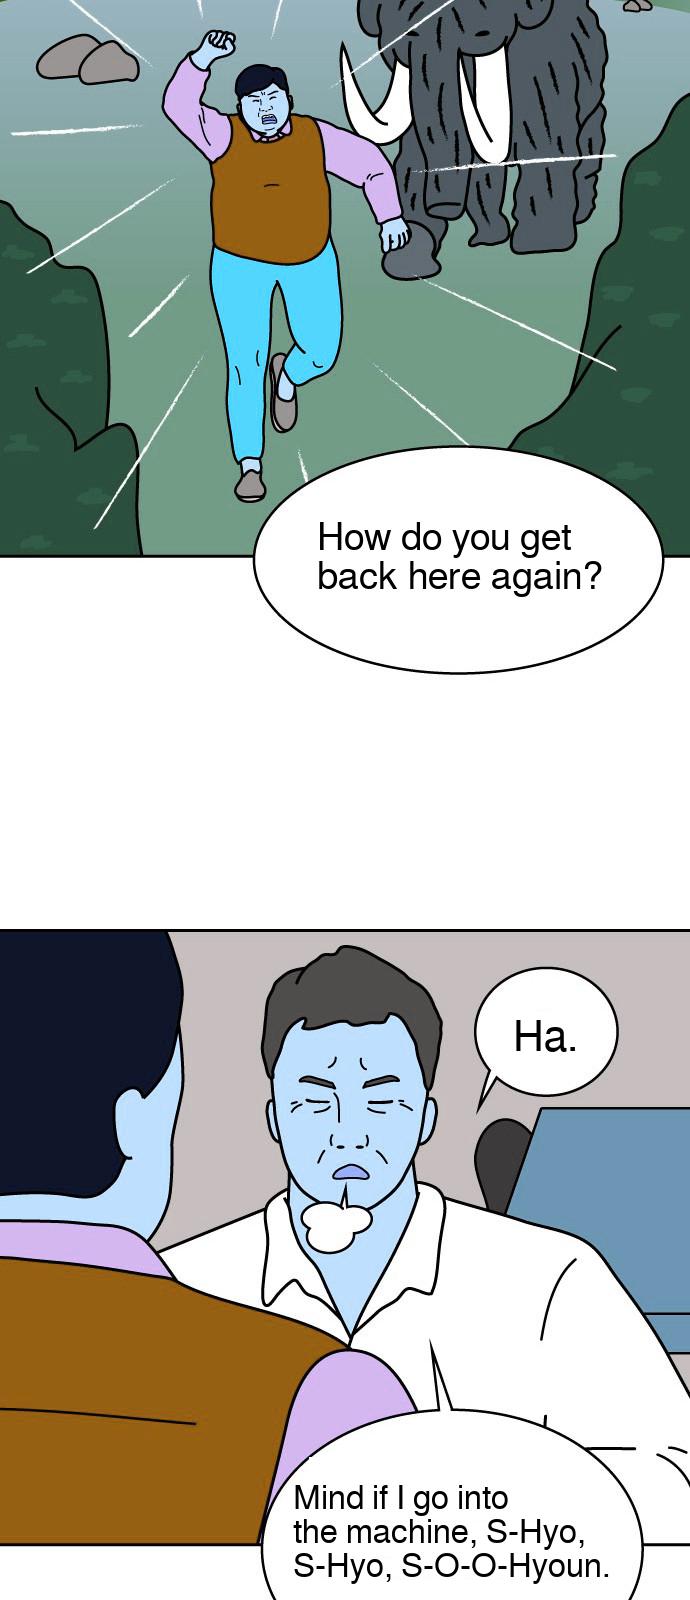 How do you get
back here again?
Ha.
Mind if I go into
the machine, S-Hyo,
S-Hyo, S-O-O-Hyoun.